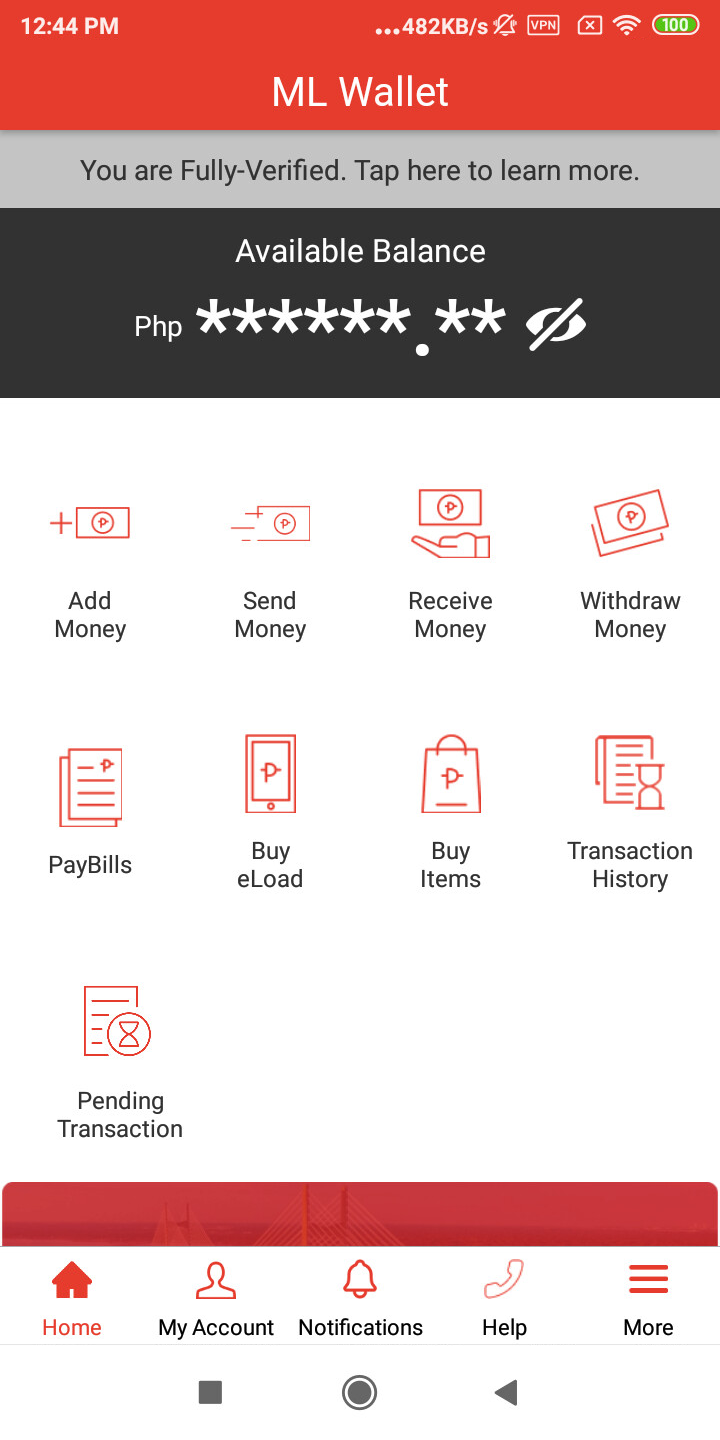 12:44 PM ...482KB/s VPN 100
ML Wallet
You are Fully-Verified. Tap here to learn more.
Available Balance
Php ******.**
Add
Money
Send
Money
Receive
Money
Withdraw
Money
PayBills
Buy
eLoad
Buy
Items
Transaction
History
Pending
Transaction
Home
My Account
Notifications
Help
More